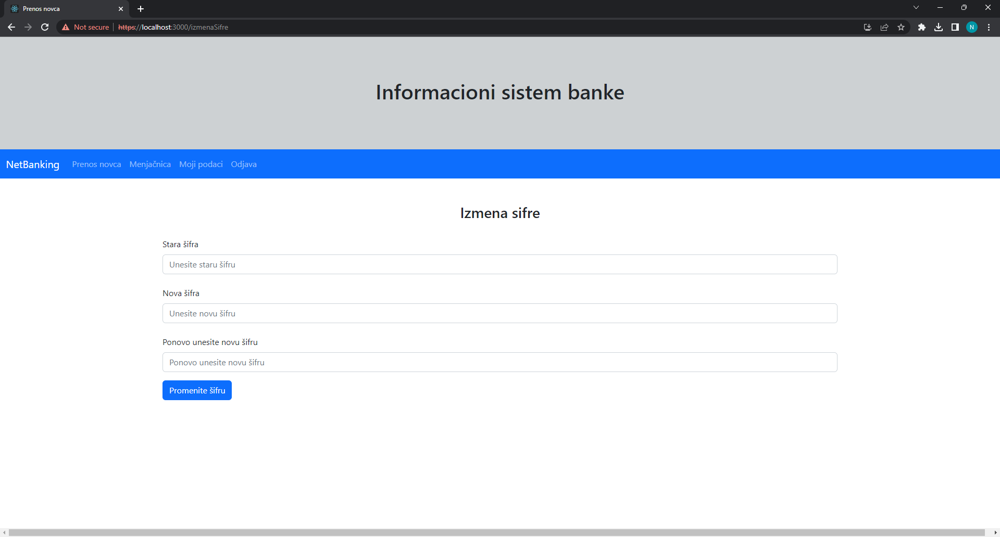 Prenos novca
Not secure https://localhost:3000/izmenaSifre N
Informacioni sistem banke
NetBanking Prenos novca Menjačnica Moji podaci Odjava
Izmena sifre
Stara šifra
Unesite staru šifru
Nova šifra
Unesite novu šifru
Ponovo unesite novu šifru
Ponovo unesite novu šifru
Promenite šifru